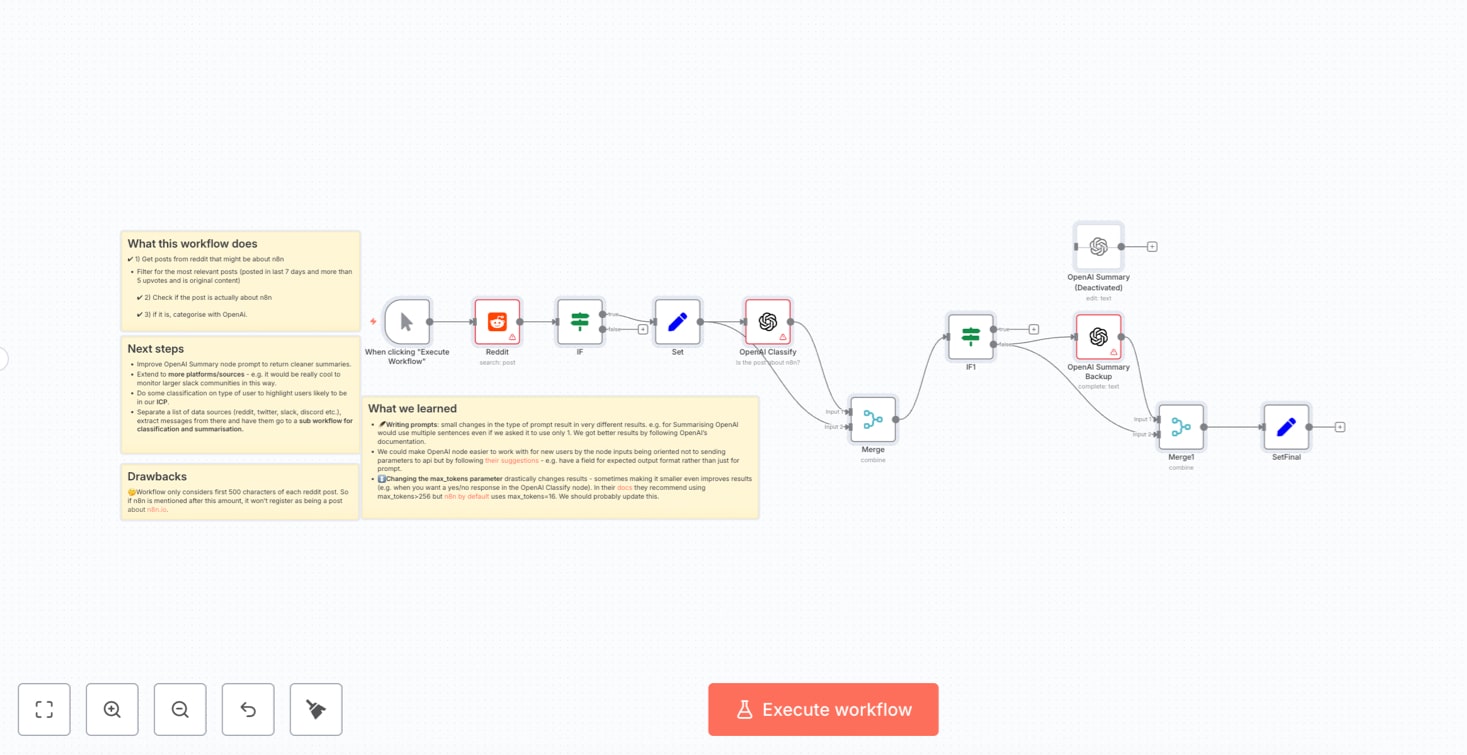 What this workflow does
✔ 1) Get posts from reddit that might be about n8n
• Filter for the most relevant posts (posted in last 7 days and more than
5 upvotes and is original content)
✔ 2) Check if the post is actually about n8n
✔ 3) if it is, categorise with OpenAi.
Next steps
• Improve OpenAI Summary node prompt to return cleaner summaries.
• Extend to more platforms/sources - e.g. it would be really cool to
monitor larger slack communities in this way.
• Do some classification on type of user to highlight users likely to be
in our ICP.
• Separate a list of data sources (reddit, twitter, slack, discord etc.),
extract messages from there and have them go to a sub workflow for
classification and summarisation.
Drawbacks
🤔Workflow only considers first 500 characters of each reddit post. So
if n8n is mentioned after this amount, it won't register as being a post
about n8n.io.
When clicking "Execute
Workflow"
Reddit
search: post
true
false
IF
Set
OpenAI Classify
Is the post about n8n?
What we learned
• 🖋Writing prompts: small changes in the type of prompt result in very different results. e.g. for Summarising OpenAI
would use multiple sentences even if we asked it to use only 1. We got better results by following OpenAI's
documentation.
• We could make OpenAI node easier to work with for new users by the node inputs being oriented not to sending
parameters to api but by following their suggestions - e.g. have a field for expected output format rather than just for
prompt.
• ⬇️Changing the max_tokens parameter drastically changes results - sometimes making it smaller even improves results
(e.g. when you want a yes/no response in the OpenAI Classify node). In their docs they recommend using
max_tokens>256 but n8n by default uses max_tokens=16. We should probably update this.
Input 1
Input 2
Merge
combine
true
false
IF1
OpenAI Summary
(Deactivated)
edit: text
OpenAI Summary
Backup
complete: text
Input 1
Input 2
Merge1
combine
SetFinal
Execute workflow